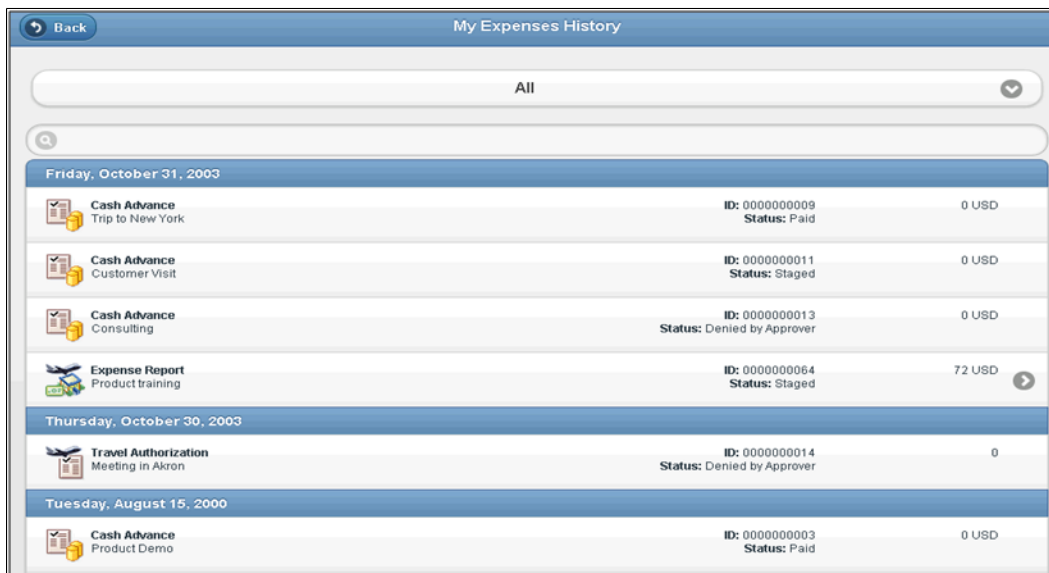 Back
My Expenses History
All
Friday, October 31, 2003
Cash Advance ID: 0000000009 0 USD
Trip to New York Status: Paid
Cash Advance ID: 0000000011 0 USD
Customer Visit Status: Staged
Cash Advance ID: 0000000013 0 USD
Consulting Status: Denied by Approver
Expense Report ID: 0000000064 72 USD
Product training Status: Staged
Thursday, October 30, 2003
Travel Authorization ID: 0000000014 0
Meeting in Akron Status: Denied by Approver
Tuesday, August 15, 2000
Cash Advance ID: 0000000003 0 USD
Product Demo Status: Paid